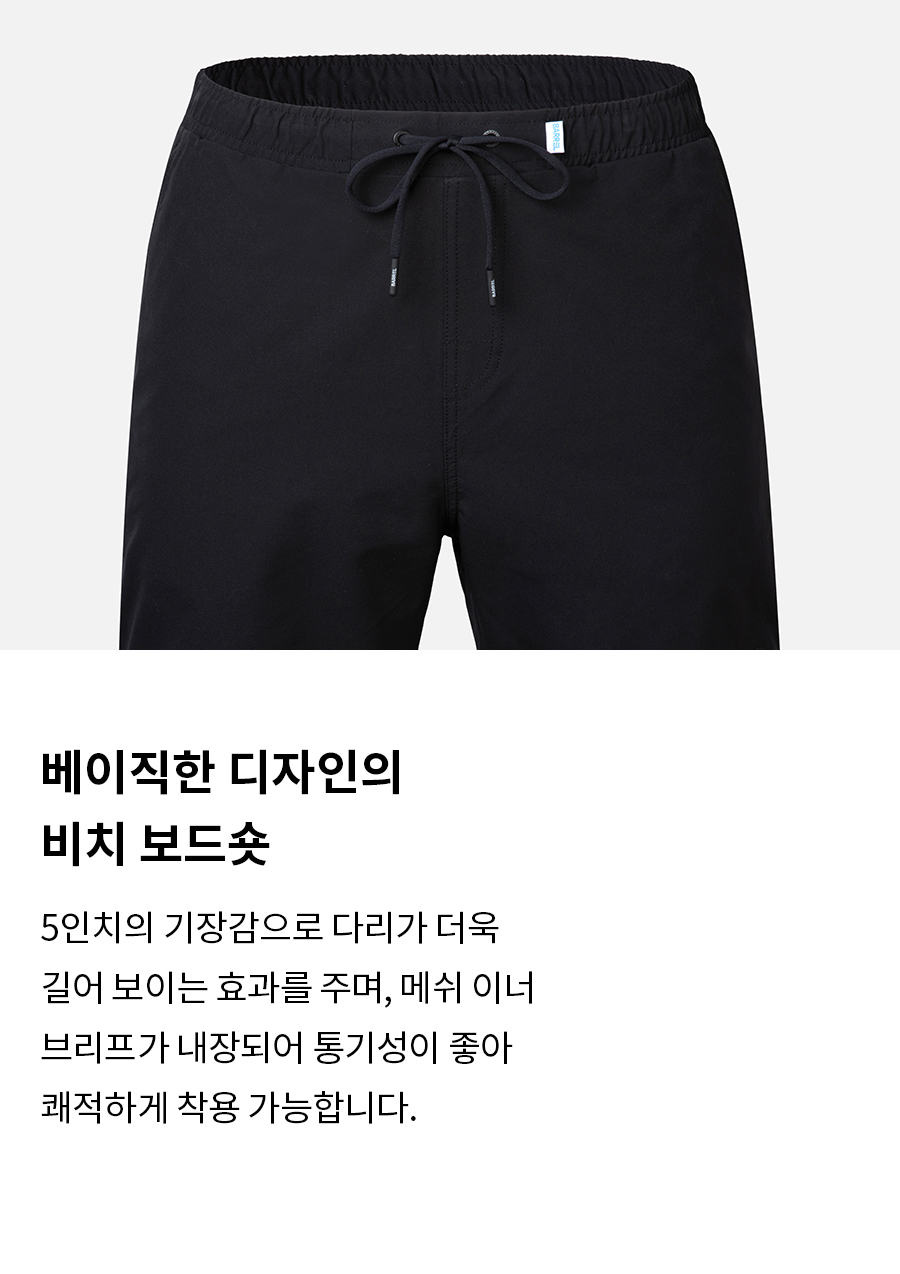 BARREL
BARREL
BARREL
베이직한 디자인의
비치 보드숏
5인치의 기장감으로 다리가 더욱
길어 보이는 효과를 주며, 메쉬 이너
브리프가 내장되어 통기성이 좋아
쾌적하게 착용 가능합니다.